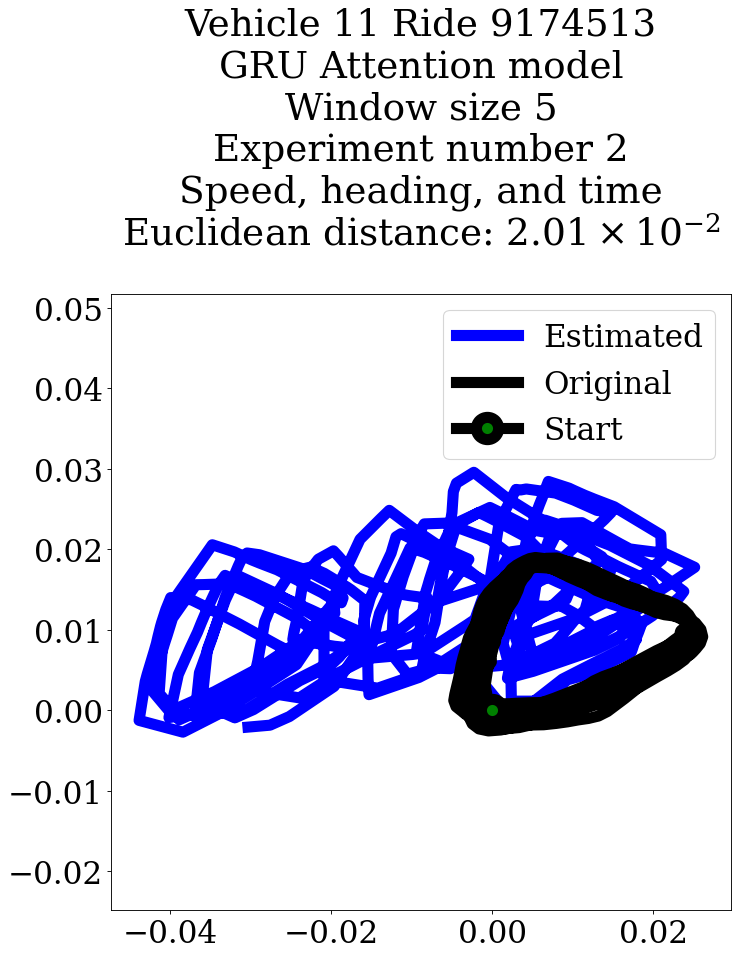 Vehicle 11 Ride 9174513
GRU Attention model
Window size 5
Experiment number 2
Speed, heading, and time
Euclidean distance: 2.01 × 10⁻²
0.05
0.04
0.03
0.02
0.01
0.00
−0.01
−0.02
Estimated
Original
Start
−0.04
−0.02
0.00
0.02